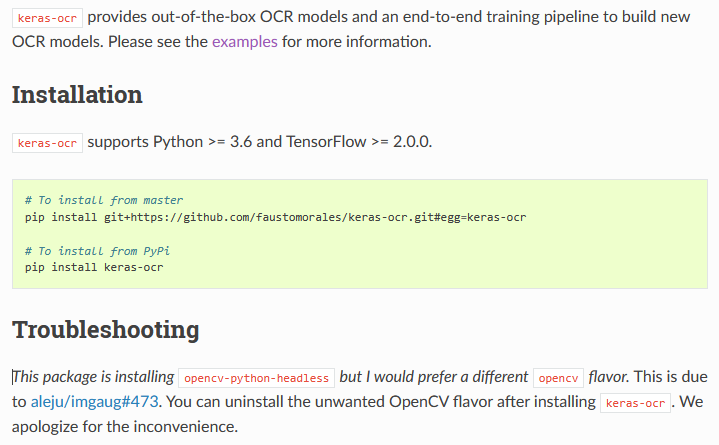 keras-ocr provides out-of-the-box OCR models and an end-to-end training pipeline to build new
OCR models. Please see the examples for more information.
Installation
keras-ocr supports Python >= 3.6 and TensorFlow >= 2.0.0.
# To install from master
pip install git+https://github.com/faustomorales/keras-ocr.git#egg=keras-ocr
# To install from PyPi
pip install keras-ocr
Troubleshooting
This package is installing opencv-python-headless but I would prefer a different opencv flavor. This is due
to aleju/imgaug#473. You can uninstall the unwanted OpenCV flavor after installing keras-ocr. We
apologize for the inconvenience.